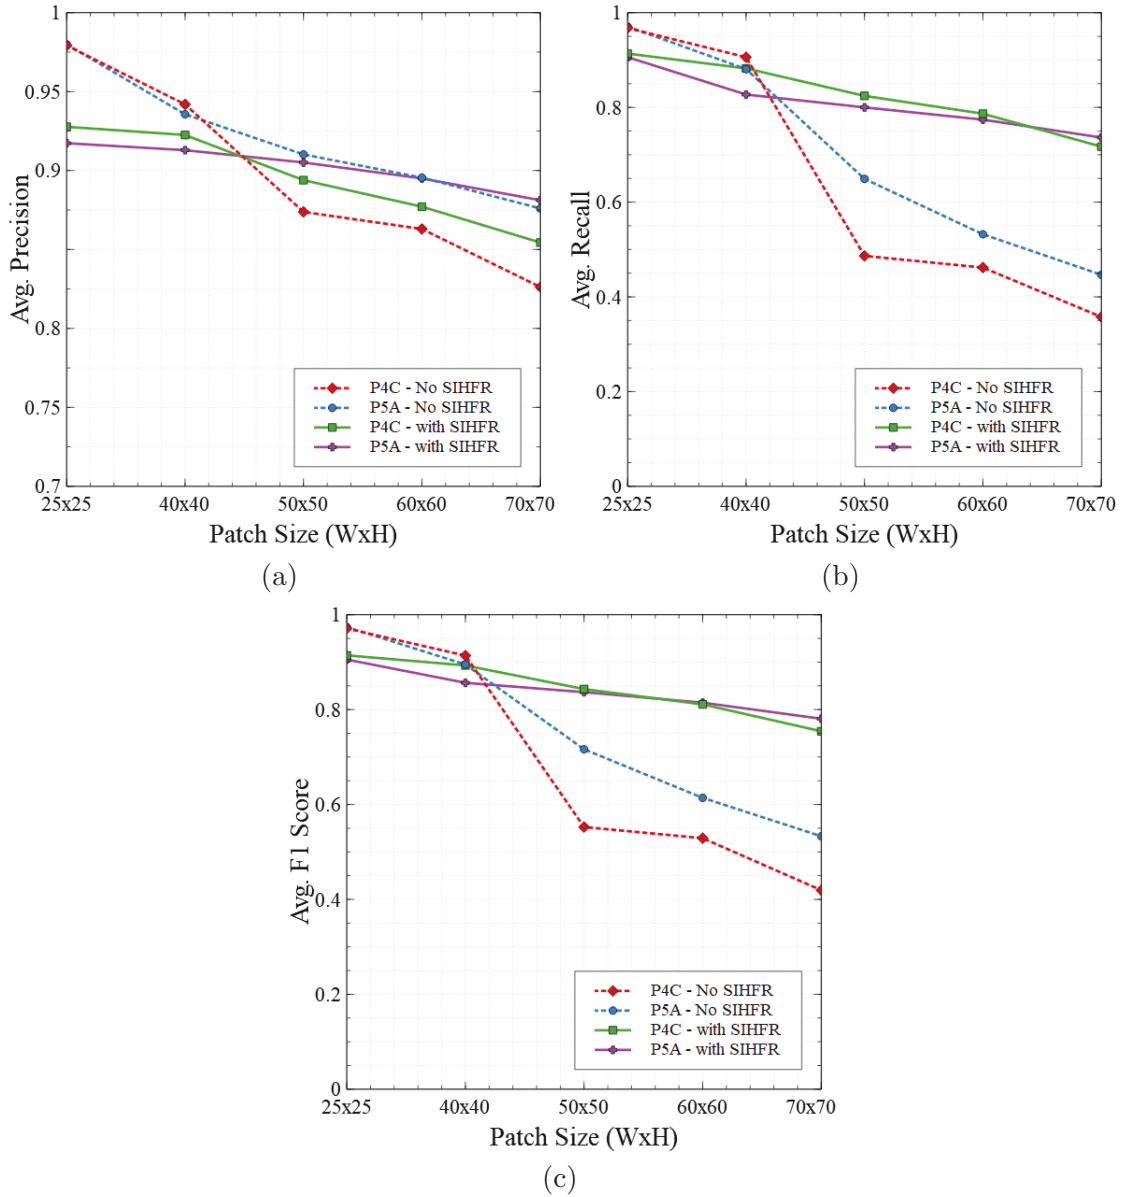 1
0.95
0.9
0.8
0.75
0.7
Avg. Precision
25x25 40x40 50x50 60x60 70x70
Patch Size (WxH)
P4C - No SIHFR
P5A - No SIHFR
P4C - with SIHFR
P5A - with SIHFR
(a)
1
0.8
0.6
0.4
0.2
0
Avg. Recall
25x25 40x40 50x50 60x60 70x70
Patch Size (WxH)
P4C - No SIHFR
P5A - No SIHFR
P4C - with SIHFR
P5A - with SIHFR
(b)
1
0.8
0.6
0.4
0.2
0
Avg. F1 Score
25x25 40x40 50x50 60x60 70x70
Patch Size (WxH)
P4C - No SIHFR
P5A - No SIHFR
P4C - with SIHFR
P5A - with SIHFR
(c)